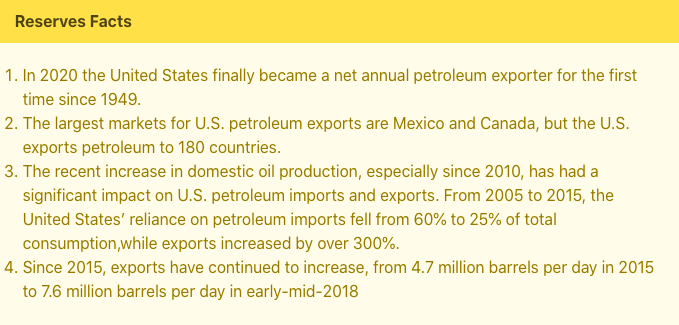 Reserves Facts
1. In 2020 the United States finally became a net annual petroleum exporter for the first
time since 1949.
2. The largest markets for U.S. petroleum exports are Mexico and Canada, but the U.S.
exports petroleum to 180 countries.
3. The recent increase in domestic oil production, especially since 2010, has had a
significant impact on U.S. petroleum imports and exports. From 2005 to 2015, the
United States’ reliance on petroleum imports fell from 60% to 25% of total
consumption,while exports increased by over 300%.
4. Since 2015, exports have continued to increase, from 4.7 million barrels per day in 2015
to 7.6 million barrels per day in early-mid-2018